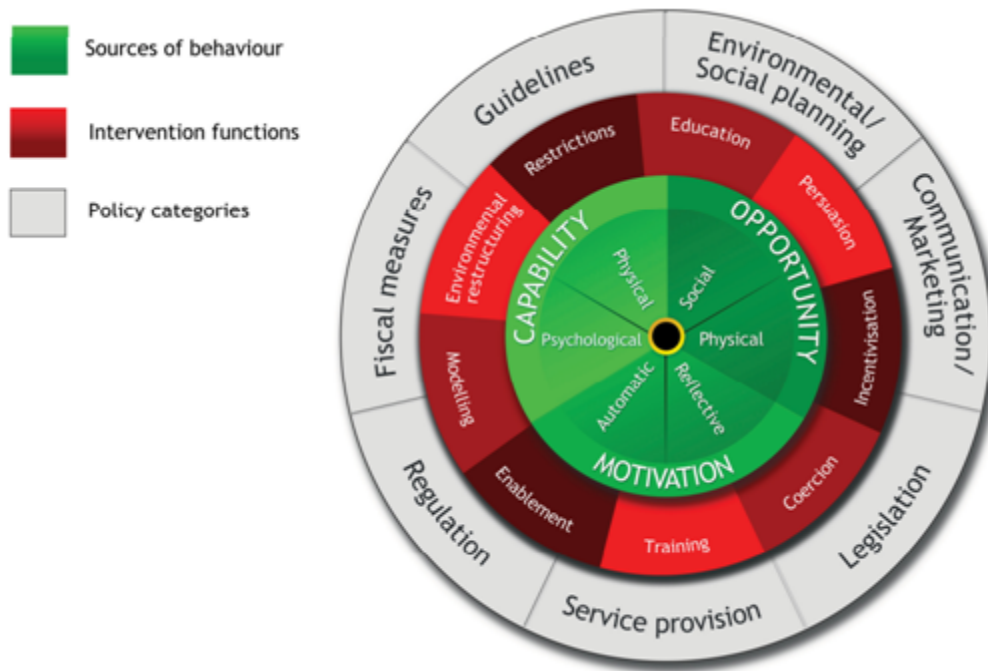 Sources of behaviour
Intervention functions
Policy categories
Guidelines
Environmental/
Social planning
Communication/
Marketing
Legislation
Service provision
Regulation
Fiscal measures
Restrictions
Education
Persuasion
Incentivisation
Coercion
Training
Enablement
Modelling
Environmental
restructuring
CAPABILITY
OPPORTUNITY
MOTIVATION
Physical
Social
Psychological
Physical
Automatic
Reflective